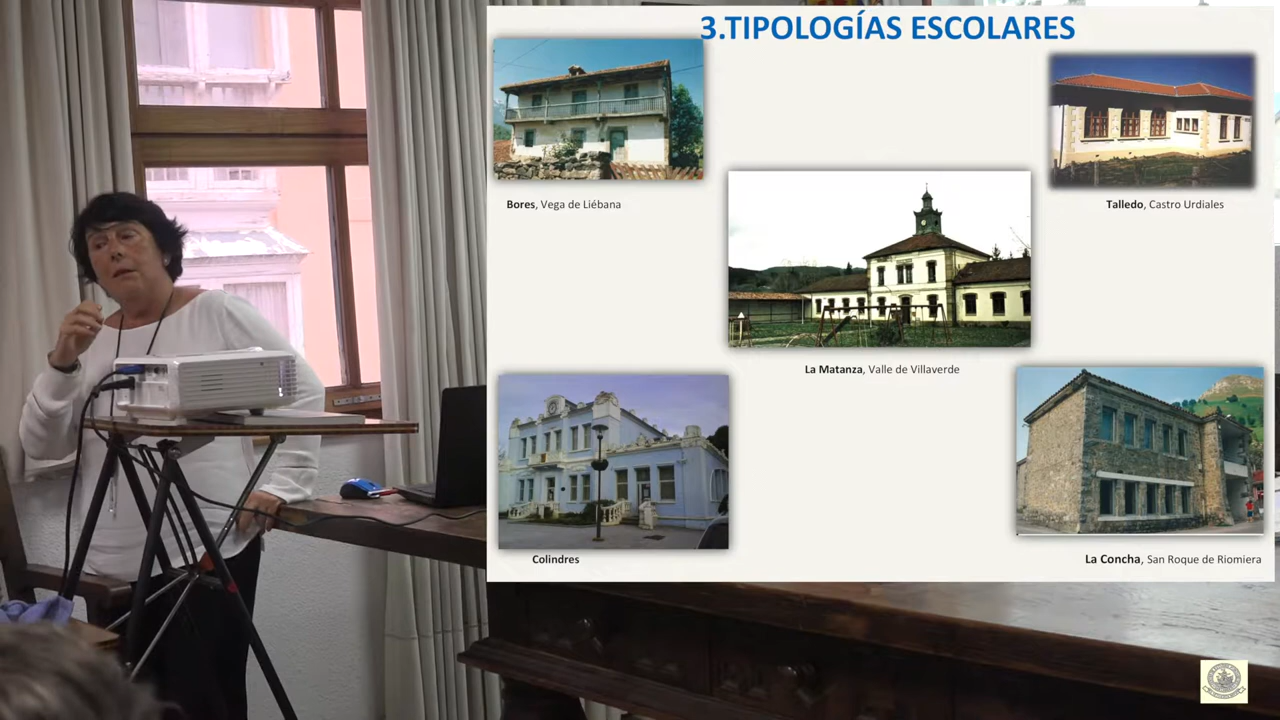 3.TIPOLOGÍAS ESCOLARES
Bores, Vega de Liébana
Talledo, Castro Urdiales
La Matanza, Valle de Villaverde
Colindres
La Concha, San Roque de Riomiera